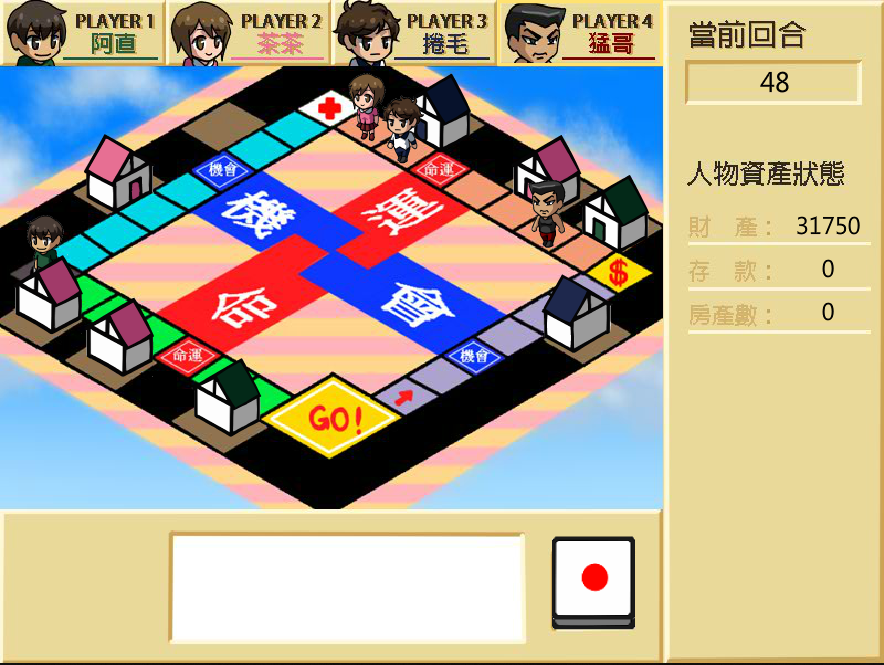 PLAYER 1
阿直
PLAYER 2
茶茶
PLAYER 3
捲毛
PLAYER 4
猛哥
當前回合
48
人物資產狀態
財 產： 31750
存 款： 0
房產數： 0
機會
命運
機
運
$
命
會
命運
機會
GO!